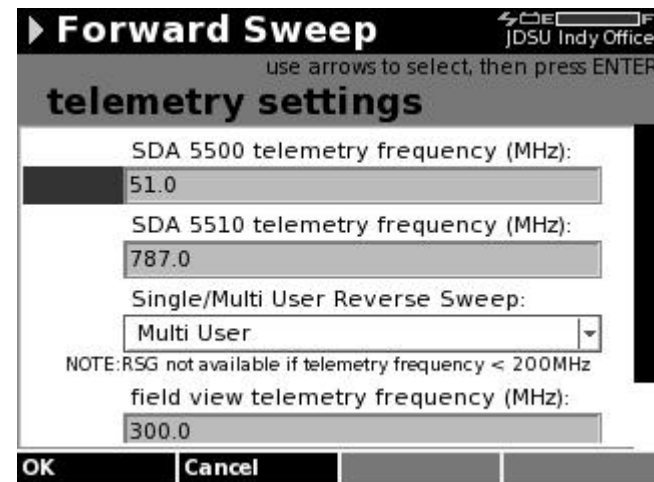 Forward Sweep
E F
JDSU Indy Office
use arrows to select, then press ENTER
telemetry settings
SDA 5500 telemetry frequency (MHz):
51.0
SDA 5510 telemetry frequency (MHz):
787.0
Single/Multi User Reverse Sweep:
Multi User
NOTE:RSG not available if telemetry frequency < 200MHz
field view telemetry frequency (MHz):
300.0
OK Cancel